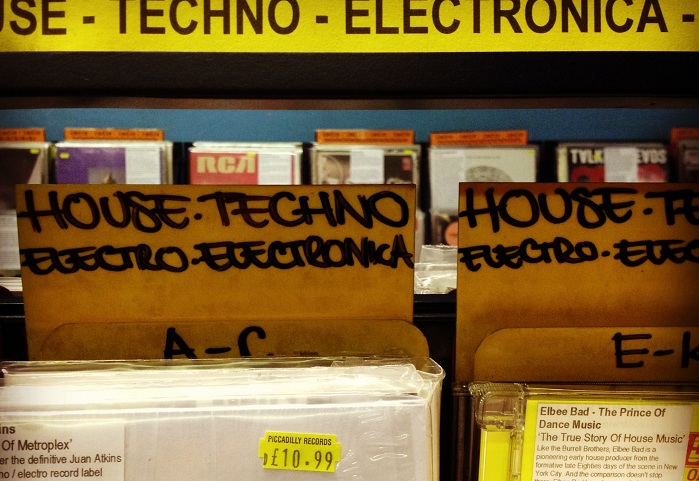 USE - TECHNO - ELECTRONICA -
RCA
HOUSE · TECHNO
ELECTRO · ELECTRONICA
HOUSE · TE
ELECTRO · ELEC
A-C
E-K
PICCADILLY RECORDS
£10.99
ins
Of Metroplex'
er the definitive Juan Atkins
no / electro record label
Elbee Bad - The Prince Of
Dance Music
'The True Story Of House Music'
Like the Burrell Brothers, Elbee Bad is a
pioneering early house producer from the
formative late Eighties days of the scene in
New York City. And the comparison doesn't